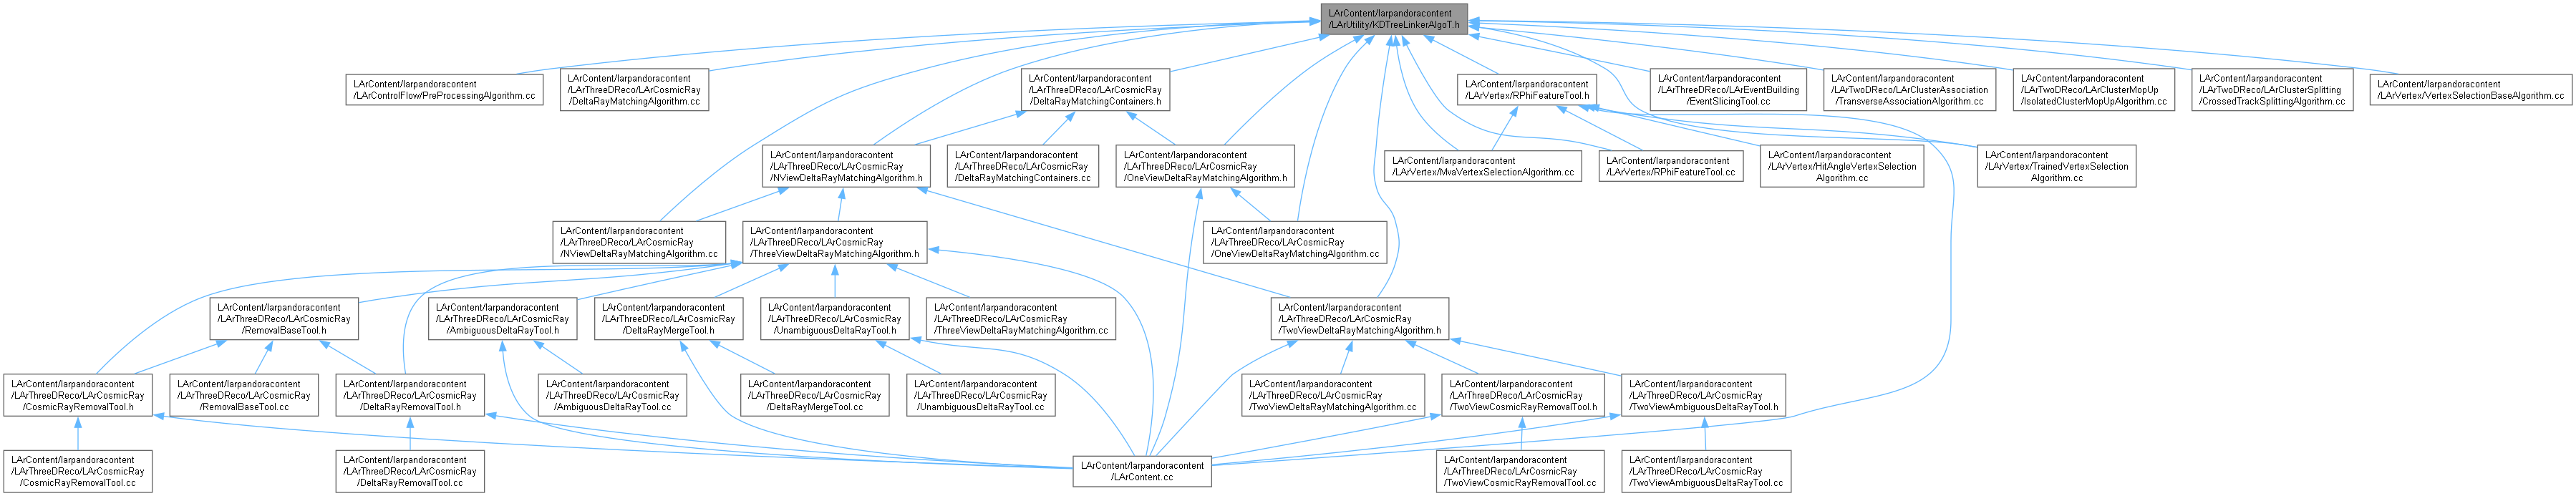 LArContent/larpandoracontent
/LArUtility/KDTreeLinkerAlgoT.h
LArContent/larpandoracontent
/LArControlFlow/PreProcessingAlgorithm.cc
LArContent/larpandoracontent
/LArThreeDReco/LArCosmicRay
/DeltaRayMatchingAlgorithm.cc
LArContent/larpandoracontent
/LArThreeDReco/LArCosmicRay
/DeltaRayMatchingContainers.h
LArContent/larpandoracontent
/LArVertex/RPhiFeatureTool.h
LArContent/larpandoracontent
/LArThreeDReco/LArEventBuilding
/EventSlicingTool.cc
LArContent/larpandoracontent
/LArTwoDReco/LArClusterAssociation
/TransverseAssociationAlgorithm.cc
LArContent/larpandoracontent
/LArTwoDReco/LArClusterMopUp
/IsolatedClusterMopUpAlgorithm.cc
LArContent/larpandoracontent
/LArTwoDReco/LArClusterSplitting
/CrossedTrackSplittingAlgorithm.cc
LArContent/larpandoracontent
/LArVertex/VertexSelectionBaseAlgorithm.cc
LArContent/larpandoracontent
/LArThreeDReco/LArCosmicRay
/NViewDeltaRayMatchingAlgorithm.h
LArContent/larpandoracontent
/LArThreeDReco/LArCosmicRay
/DeltaRayMatchingContainers.cc
LArContent/larpandoracontent
/LArThreeDReco/LArCosmicRay
/OneViewDeltaRayMatchingAlgorithm.h
LArContent/larpandoracontent
/LArVertex/MvaVertexSelectionAlgorithm.cc
LArContent/larpandoracontent
/LArVertex/RPhiFeatureTool.cc
LArContent/larpandoracontent
/LArVertex/HitAngleVertexSelection
Algorithm.cc
LArContent/larpandoracontent
/LArVertex/TrainedVertexSelection
Algorithm.cc
LArContent/larpandoracontent
/LArThreeDReco/LArCosmicRay
/NViewDeltaRayMatchingAlgorithm.cc
LArContent/larpandoracontent
/LArThreeDReco/LArCosmicRay
/ThreeViewDeltaRayMatchingAlgorithm.h
LArContent/larpandoracontent
/LArThreeDReco/LArCosmicRay
/OneViewDeltaRayMatchingAlgorithm.cc
LArContent/larpandoracontent
/LArThreeDReco/LArCosmicRay
/RemovalBaseTool.h
LArContent/larpandoracontent
/LArThreeDReco/LArCosmicRay
/AmbiguousDeltaRayTool.h
LArContent/larpandoracontent
/LArThreeDReco/LArCosmicRay
/DeltaRayMergeTool.h
LArContent/larpandoracontent
/LArThreeDReco/LArCosmicRay
/UnambiguousDeltaRayTool.h
LArContent/larpandoracontent
/LArThreeDReco/LArCosmicRay
/ThreeViewDeltaRayMatchingAlgorithm.cc
LArContent/larpandoracontent
/LArThreeDReco/LArCosmicRay
/TwoViewDeltaRayMatchingAlgorithm.h
LArContent/larpandoracontent
/LArThreeDReco/LArCosmicRay
/CosmicRayRemovalTool.h
LArContent/larpandoracontent
/LArThreeDReco/LArCosmicRay
/RemovalBaseTool.cc
LArContent/larpandoracontent
/LArThreeDReco/LArCosmicRay
/DeltaRayRemovalTool.h
LArContent/larpandoracontent
/LArThreeDReco/LArCosmicRay
/AmbiguousDeltaRayTool.cc
LArContent/larpandoracontent
/LArThreeDReco/LArCosmicRay
/DeltaRayMergeTool.cc
LArContent/larpandoracontent
/LArThreeDReco/LArCosmicRay
/UnambiguousDeltaRayTool.cc
LArContent/larpandoracontent
/LArThreeDReco/LArCosmicRay
/TwoViewDeltaRayMatchingAlgorithm.cc
LArContent/larpandoracontent
/LArThreeDReco/LArCosmicRay
/TwoViewCosmicRayRemovalTool.h
LArContent/larpandoracontent
/LArThreeDReco/LArCosmicRay
/TwoViewAmbiguousDeltaRayTool.h
LArContent/larpandoracontent
/LArThreeDReco/LArCosmicRay
/CosmicRayRemovalTool.cc
LArContent/larpandoracontent
/LArThreeDReco/LArCosmicRay
/DeltaRayRemovalTool.cc
LArContent/larpandoracontent
/LArContent.cc
LArContent/larpandoracontent
/LArThreeDReco/LArCosmicRay
/TwoViewCosmicRayRemovalTool.cc
LArContent/larpandoracontent
/LArThreeDReco/LArCosmicRay
/TwoViewAmbiguousDeltaRayTool.cc